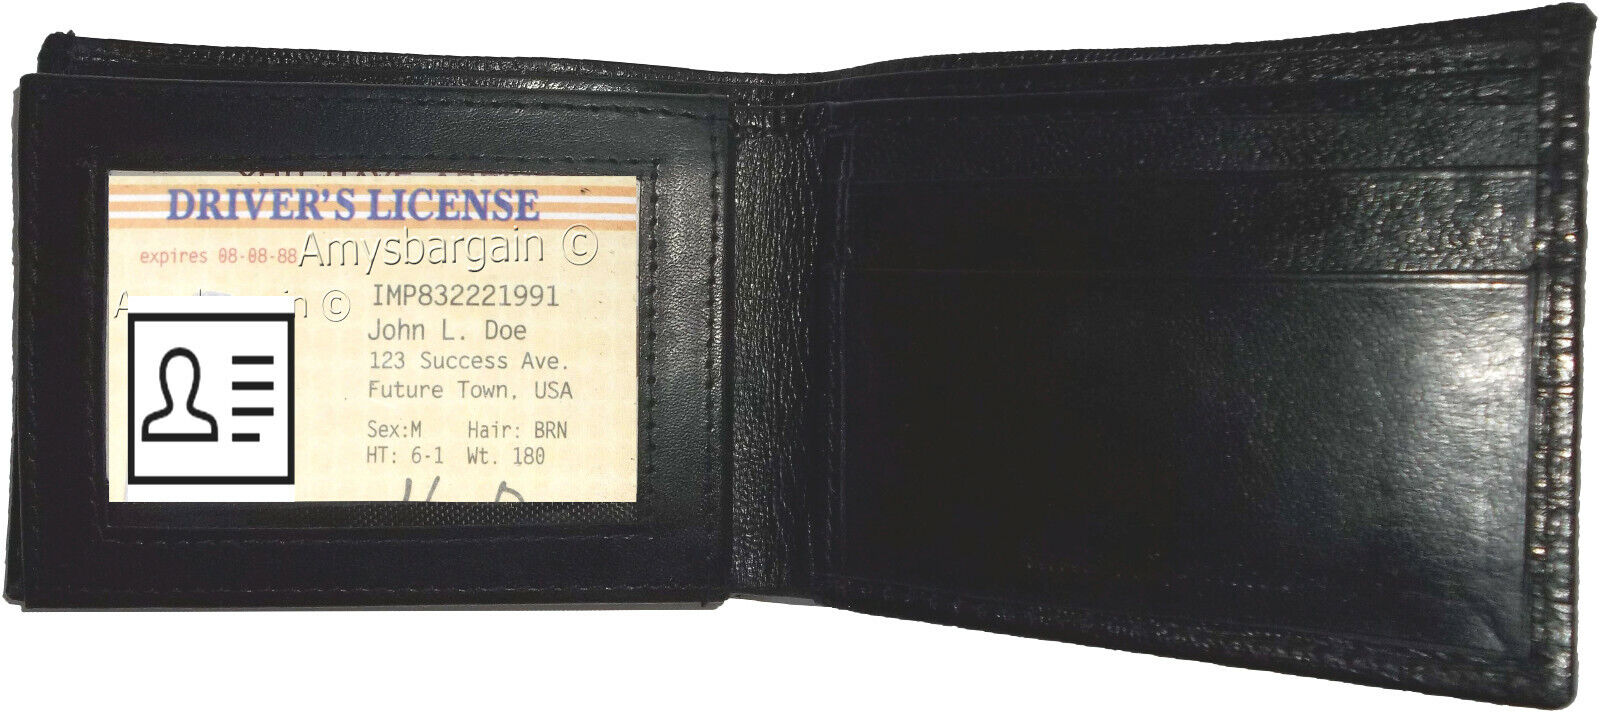 DRIVER'S LICENSE
expires 08-08-88
Amysbargain ©
©
IMP832221991
John L. Doe
123 Success Ave.
Future Town, USA
Sex:M Hair: BRN
HT: 6-1 Wt. 180